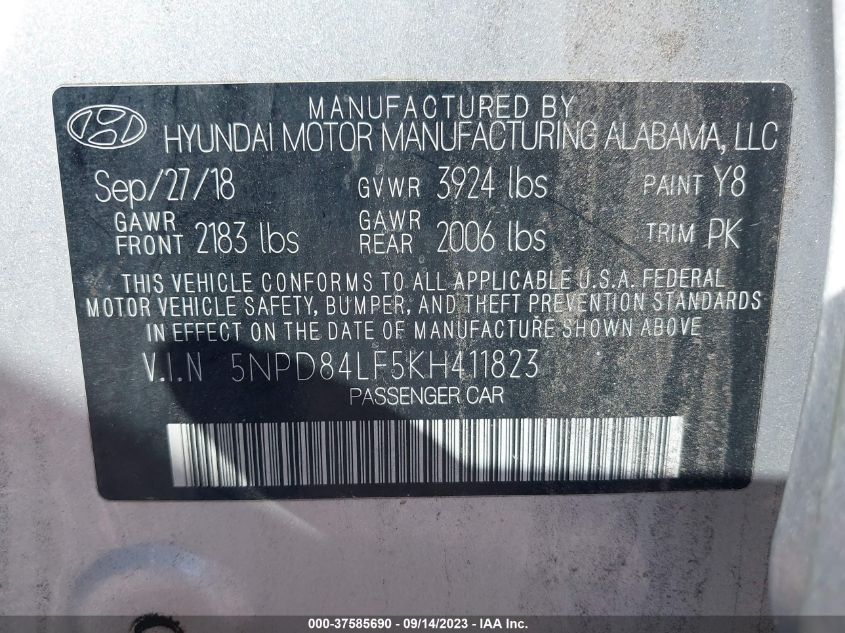 MANUFACTURED BY
HYUNDAI MOTOR MANUFACTURING ALABAMA, LLC
Sep/27/18 GVWR 3924 lbs PAINT Y8
GAWR FRONT 2183 lbs GAWR REAR 2006 lbs TRIM PK
THIS VEHICLE CONFORMS TO ALL APPLICABLE U.S.A. FEDERAL
MOTOR VEHICLE SAFETY, BUMPER, AND THEFT PREVENTION STANDARDS
IN EFFECT ON THE DATE OF MANUFACTURE SHOWN ABOVE.
V.I.N 5NPD84LF5KH411823
PASSENGER CAR
000-37585690 - 09/14/2023 - IAA Inc.